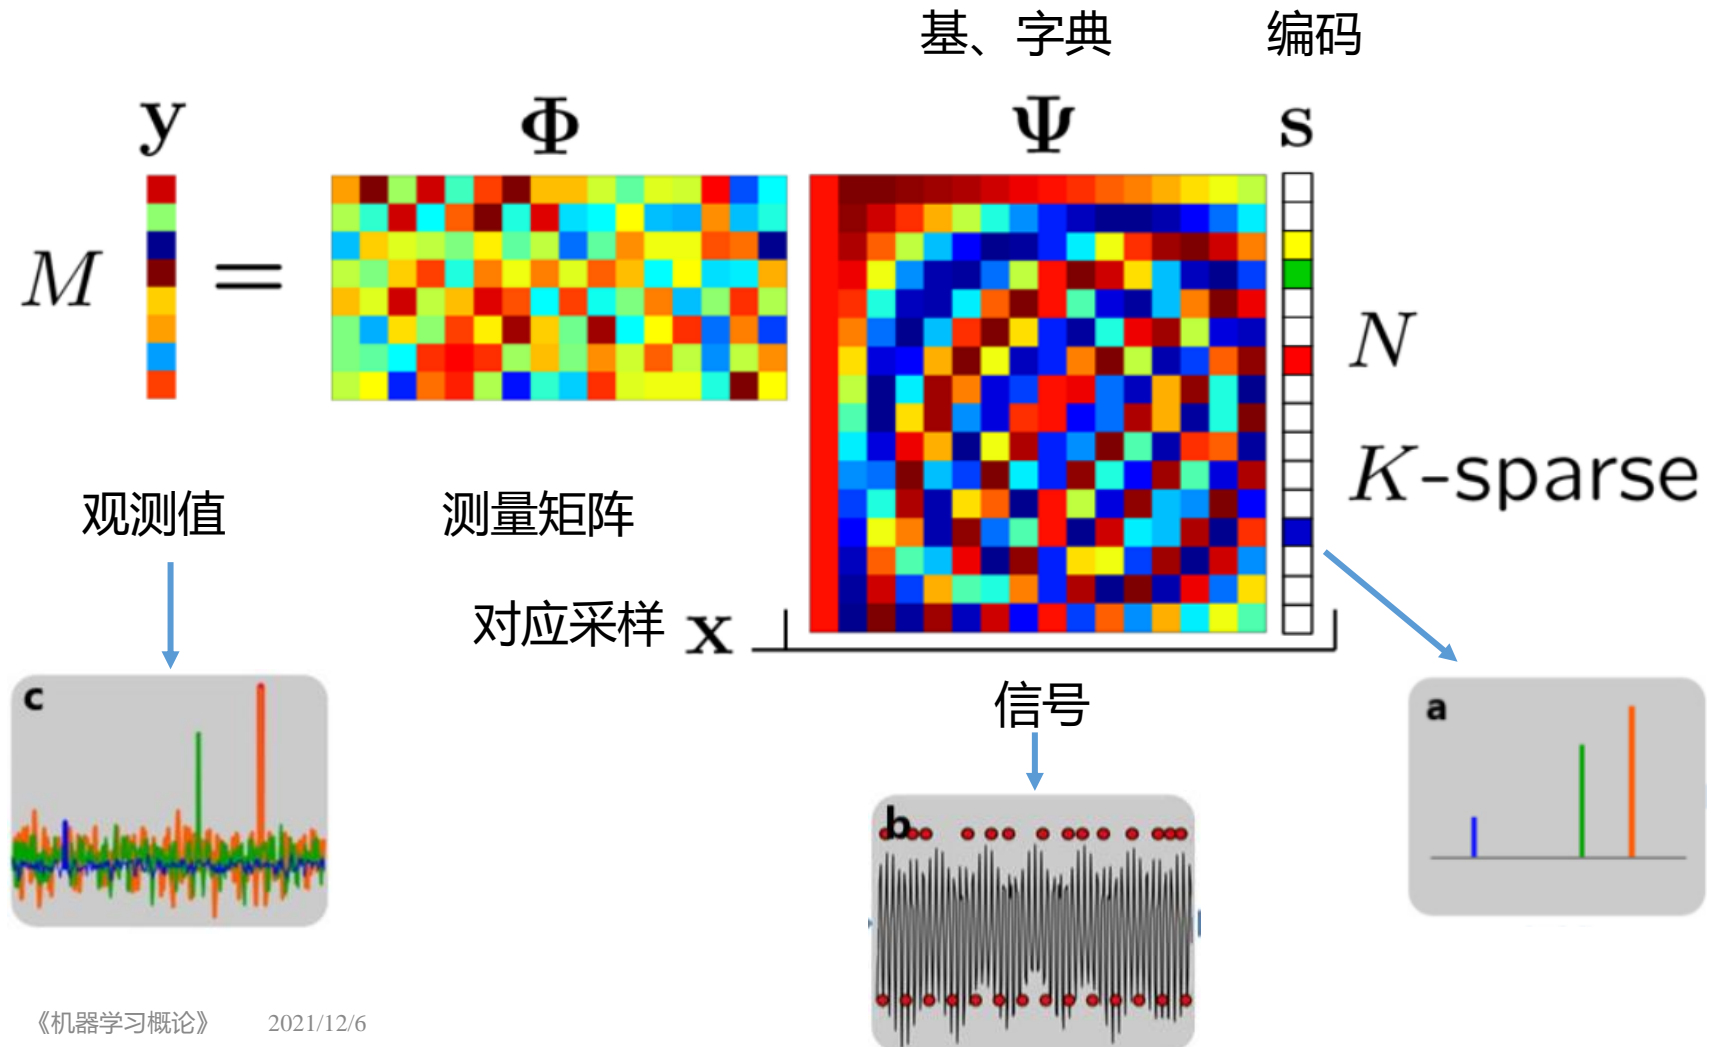 基、字典
编码
y
Φ
Ψ
s
M
=
N
K-sparse
观测值
测量矩阵
对应采样
x
信号
c
b
a
《机器学习概论》
2021/12/6